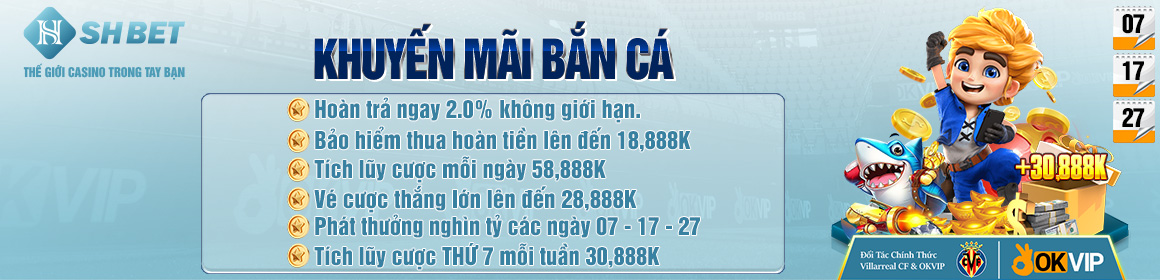 SHBET
THẾ GIỚI CASINO TRONG TAY BẠN
KHUYẾN MÃI BẮN CÁ
Hoàn trả ngay 2.0% không giới hạn.
Bảo hiểm thua hoàn tiền lên đến 18,888K
Tích lũy cược mỗi ngày 58,888K
Vé cược thắng lớn lên đến 28,888K
Phát thưởng nghìn tỷ các ngày 07 - 17 - 27
Tích lũy cược THỨ 7 mỗi tuần 30,888K
07
17
27
+30,888K
Đối Tác Chính Thức
Villarreal CF & OKVIP
OKVIP